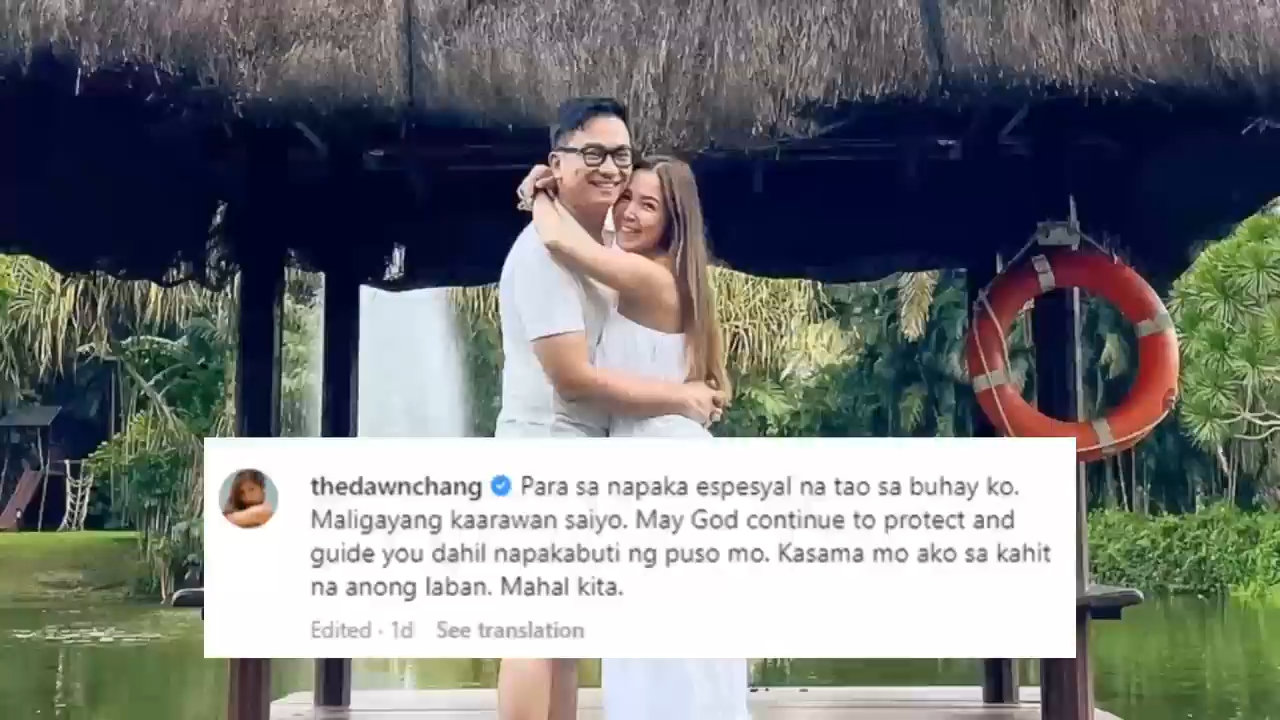 thedawnchang Para sa napaka espesyal na tao sa buhay ko.
Maligayang kaarawan saiyo. May God continue to protect and
guide you dahil napakabuti ng puso mo. Kasama mo ako sa kahit
na anong laban. Mahal kita.
Edited · 1d See translation